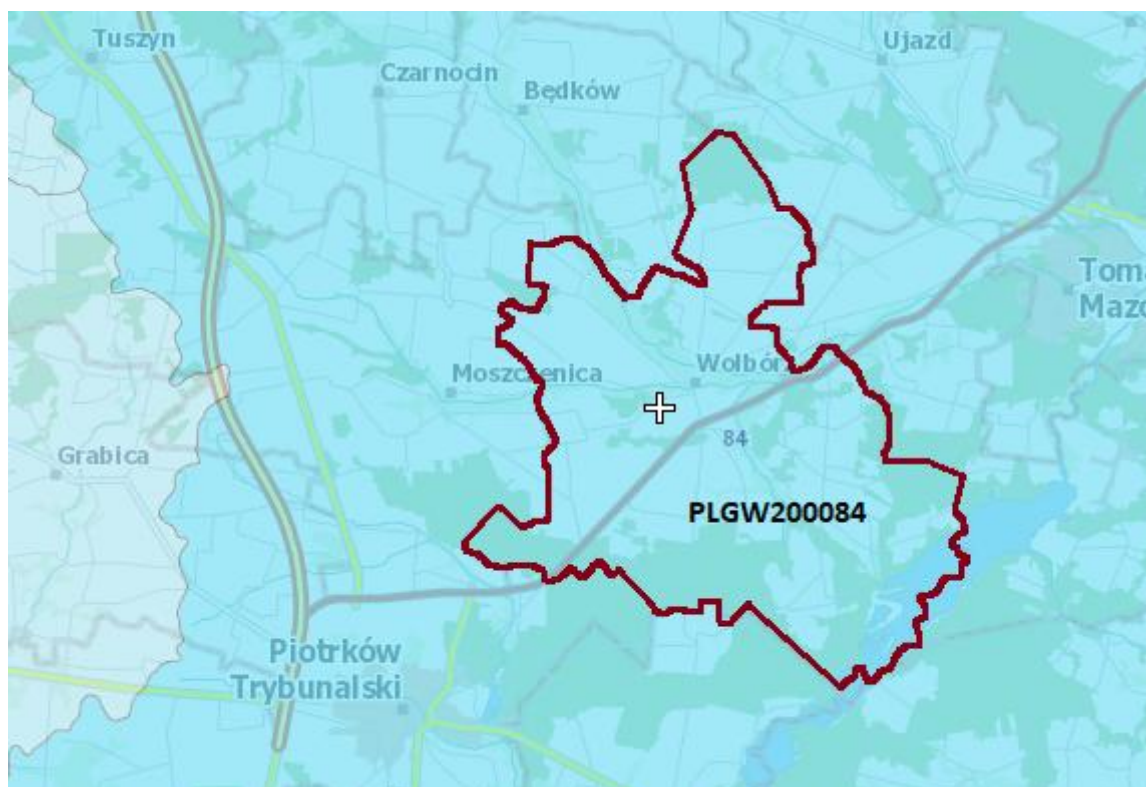 Tuszyn
Ujazd
Czarnocin
Będków
Toma
Mazo
Moszczenica
Wolbórz
Grabica
84
PLGW200084
Piotrków
Trybunalski